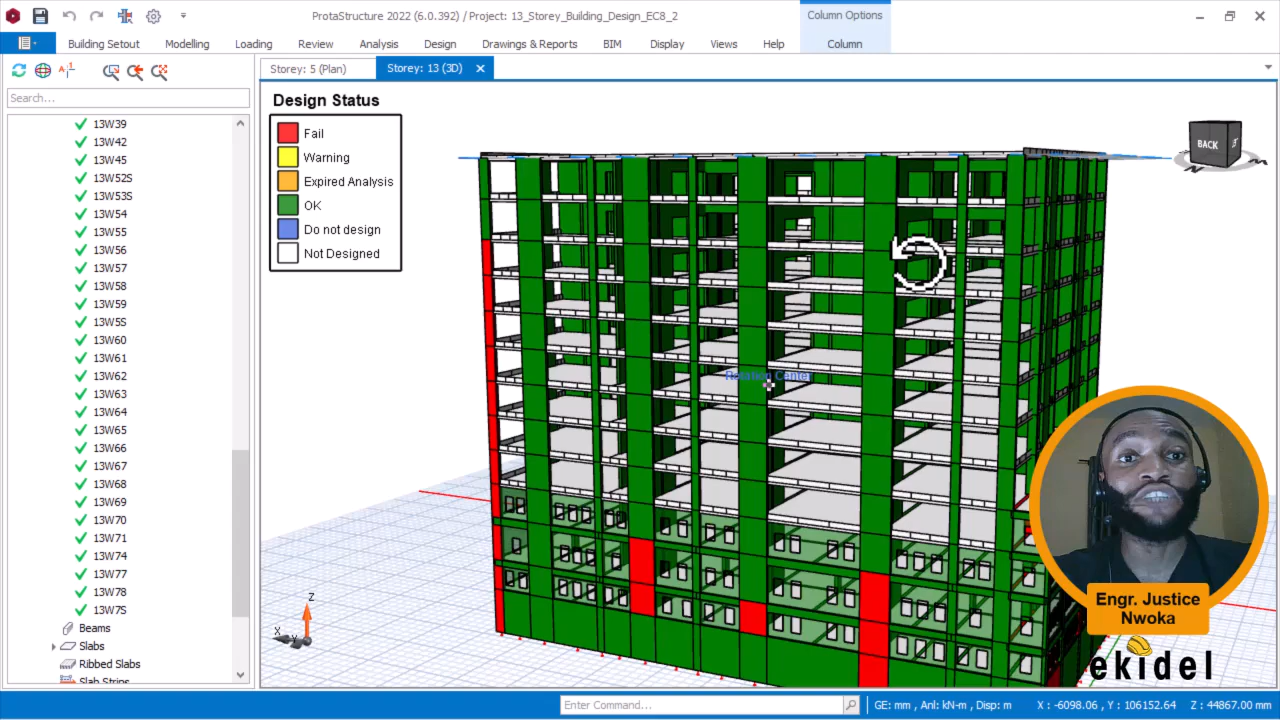 ProtaStructure 2022 (6.0.392) / Project: 13_Storey_Building_Design_EC8_2
Column Options
Building Setout
Modelling
Loading
Review
Analysis
Design
Drawings & Reports
BIM
Display
Views
Help
Column
Storey: 5 (Plan)
Storey: 13 (3D)
Search...
13W39
13W42
13W45
13W52S
13W53S
13W54
13W55
13W56
13W57
13W58
13W59
13W5S
13W60
13W61
13W62
13W63
13W64
13W65
13W66
13W67
13W68
13W69
13W70
13W71
13W74
13W77
13W78
13W7S
Beams
Slabs
Ribbed Slabs
Slab Strips
Design Status
Fail
Warning
Expired Analysis
OK
Do not design
Not Designed
BACK
Rotation Center
Z
X
Y
Engr. Justice
Nwoka
ekidel
Enter Command...
GE: mm , Anl: kN-m , Disp: m
X : -6098.06 , Y : 106152.64
Z : 44867.00 mm